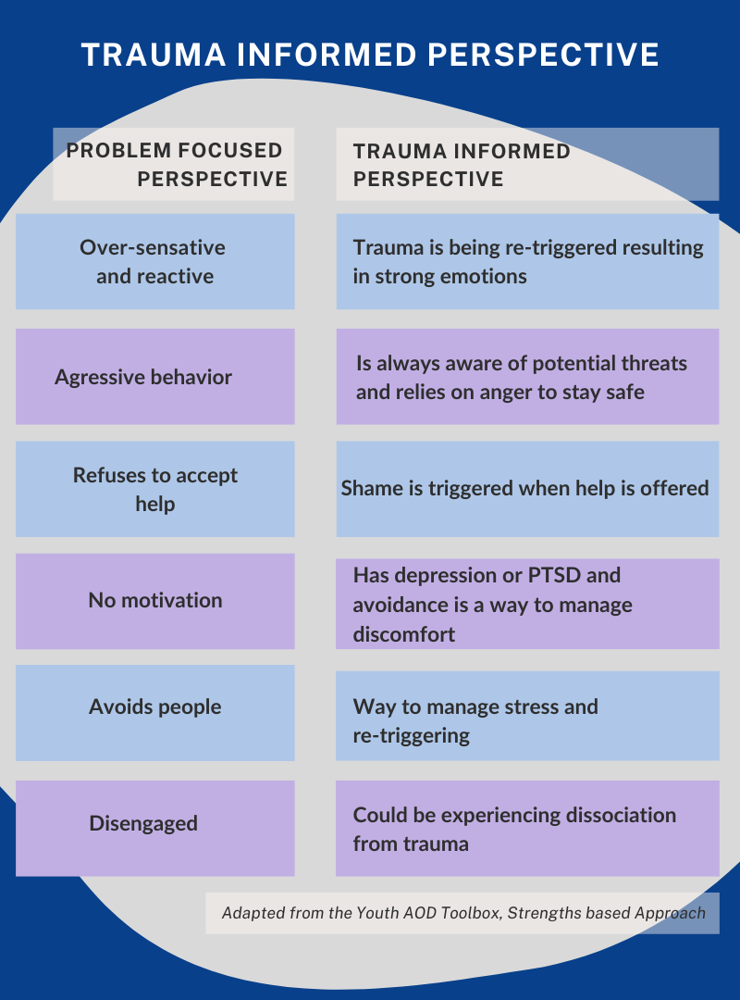 TRAUMA INFORMED PERSPECTIVE
PROBLEM FOCUSED
PERSPECTIVE
TRAUMA INFORMED
PERSPECTIVE
Over-sensative
and reactive
Trauma is being re-triggered resulting
in strong emotions
Agressive behavior
Is always aware of potential threats
and relies on anger to stay safe
Refuses to accept
help
Shame is triggered when help is offered
No motivation
Has depression or PTSD and
avoidance is a way to manage
discomfort
Avoids people
Way to manage stress and
re-triggering
Disengaged
Could be experiencing dissociation
from trauma
Adapted from the Youth AOD Toolbox, Strengths based Approach